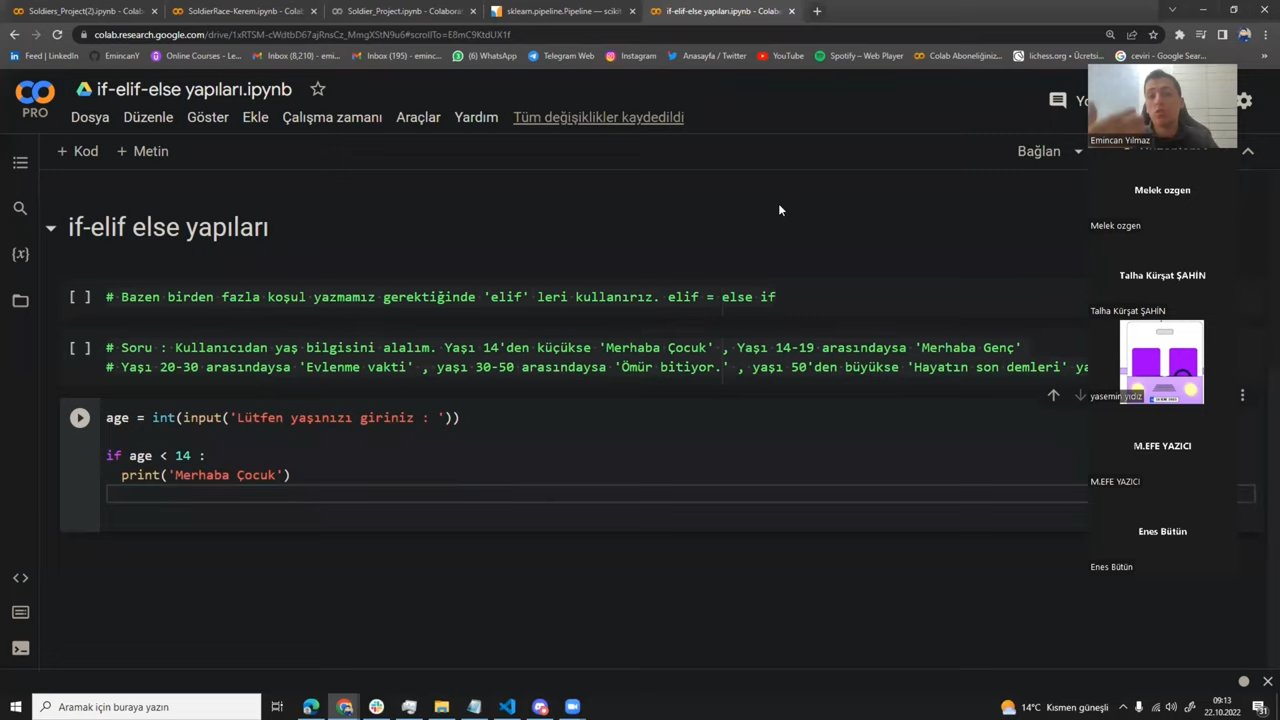 Soldiers_Project(2).ipynb - Colab
SoldierRace-Kerem.ipynb - Colab
Soldier_Project.ipynb - Colabor
sklearn.pipeline.Pipeline — scikit
if-elif-else yapıları.ipynb - Colab
colab.research.google.com/drive/1xRTSM-cWdtbD67ajRnsCz_MmgXStN9u6#scrollTo=E8mC9KtdUX1f
Feed | LinkedIn
EmincanY
Online Courses - Le...
Inbox (8,210) - emi...
Inbox (195) - eminc...
(6) WhatsApp
Telegram Web
Instagram
Anasayfa / Twitter
YouTube
Spotify – Web Player
Colab Aboneliğiniz...
lichess.org • Ücretsi...
ceviri - Google Sear...
PRO
if-elif-else yapıları.ipynb
Dosya Düzenle Göster Ekle Çalışma zamanı Araçlar Yardım Tüm değişiklikler kaydedildi
+ Kod + Metin
Bağlan
if-elif else yapıları
[ ] # Bazen birden fazla koşul yazmamız gerektiğinde 'elif' leri kullanırız. elif = else if
[ ] # Soru : Kullanıcıdan yaş bilgisini alalım. Yaşı 14'den küçükse 'Merhaba Çocuk' , Yaşı 14-19 arasındaysa 'Merhaba Genç'
# Yaşı 20-30 arasındaysa 'Evlenme vakti' , yaşı 30-50 arasındaysa 'Ömür bitiyor.' , yaşı 50'den büyükse 'Hayatın son demleri' ya
age = int(input('Lütfen yaşınızı giriniz : '))
if age < 14 :
print('Merhaba Çocuk')
Emincan Yılmaz
Melek ozgen
Melek ozgen
Talha Kürşat ŞAHİN
Talha Kürşat ŞAHİN
yasemin yıdız
M.EFE YAZICI
M.EFE YAZICI
Enes Bütün
Enes Bütün
Aramak için buraya yazın
14°C Kısmen güneşli
09:13
22.10.2022